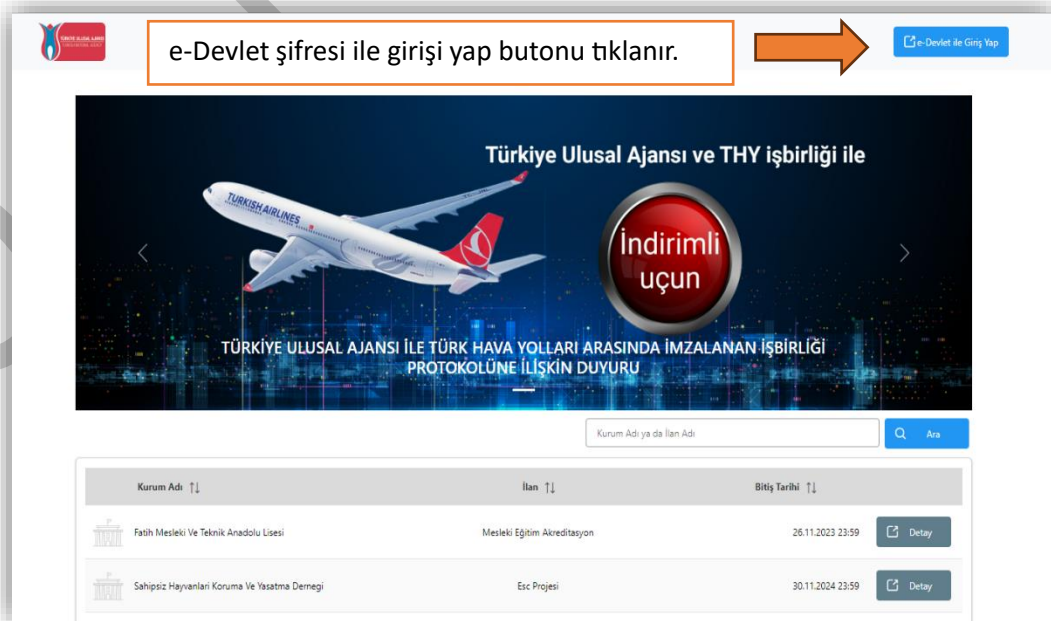 TÜRKİYE ULUSAL AJANSI
e-Devlet şifresi ile girişi yap butonu tıklanır.
e-Devlet ile Giriş Yap
Türkiye Ulusal Ajansı ve THY işbirliği ile
TURKISH AIRLINES
İndirimli
uçun
TÜRKİYE ULUSAL AJANSI İLE TÜRK HAVA YOLLARI ARASINDA İMZALANAN İŞBİRLİĞİ
PROTOKOLÜNE İLİŞKİN DUYURU
Kurum Adı ya da İlan Adı
Ara
Kurum Adı İlan Bitiş Tarihi
Fatih Mesleki Ve Teknik Anadolu Lisesi Mesleki Eğitim Akreditasyon 26.11.2023 23:59 Detay
Sahipsiz Hayvanlari Koruma Ve Yasatma Dernegi Esc Projesi 30.11.2024 23:59 Detay